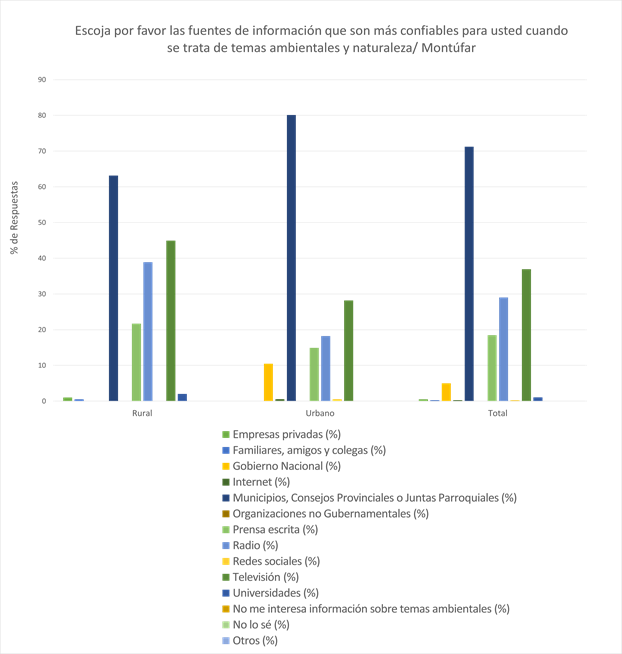 Escoja por favor las fuentes de información que son más confiables para usted cuando
se trata de temas ambientales y naturaleza/ Montúfar
90
80
70
60
50
40
30
20
10
0
% de Respuestas
Rural
Urbano
Total
Empresas privadas (%)
Familiares, amigos y colegas (%)
Gobierno Nacional (%)
Internet (%)
Municipios, Consejos Provinciales o Juntas Parroquiales (%)
Organizaciones no Gubernamentales (%)
Prensa escrita (%)
Radio (%)
Redes sociales (%)
Televisión (%)
Universidades (%)
No me interesa información sobre temas ambientales (%)
No lo sé (%)
Otros (%)